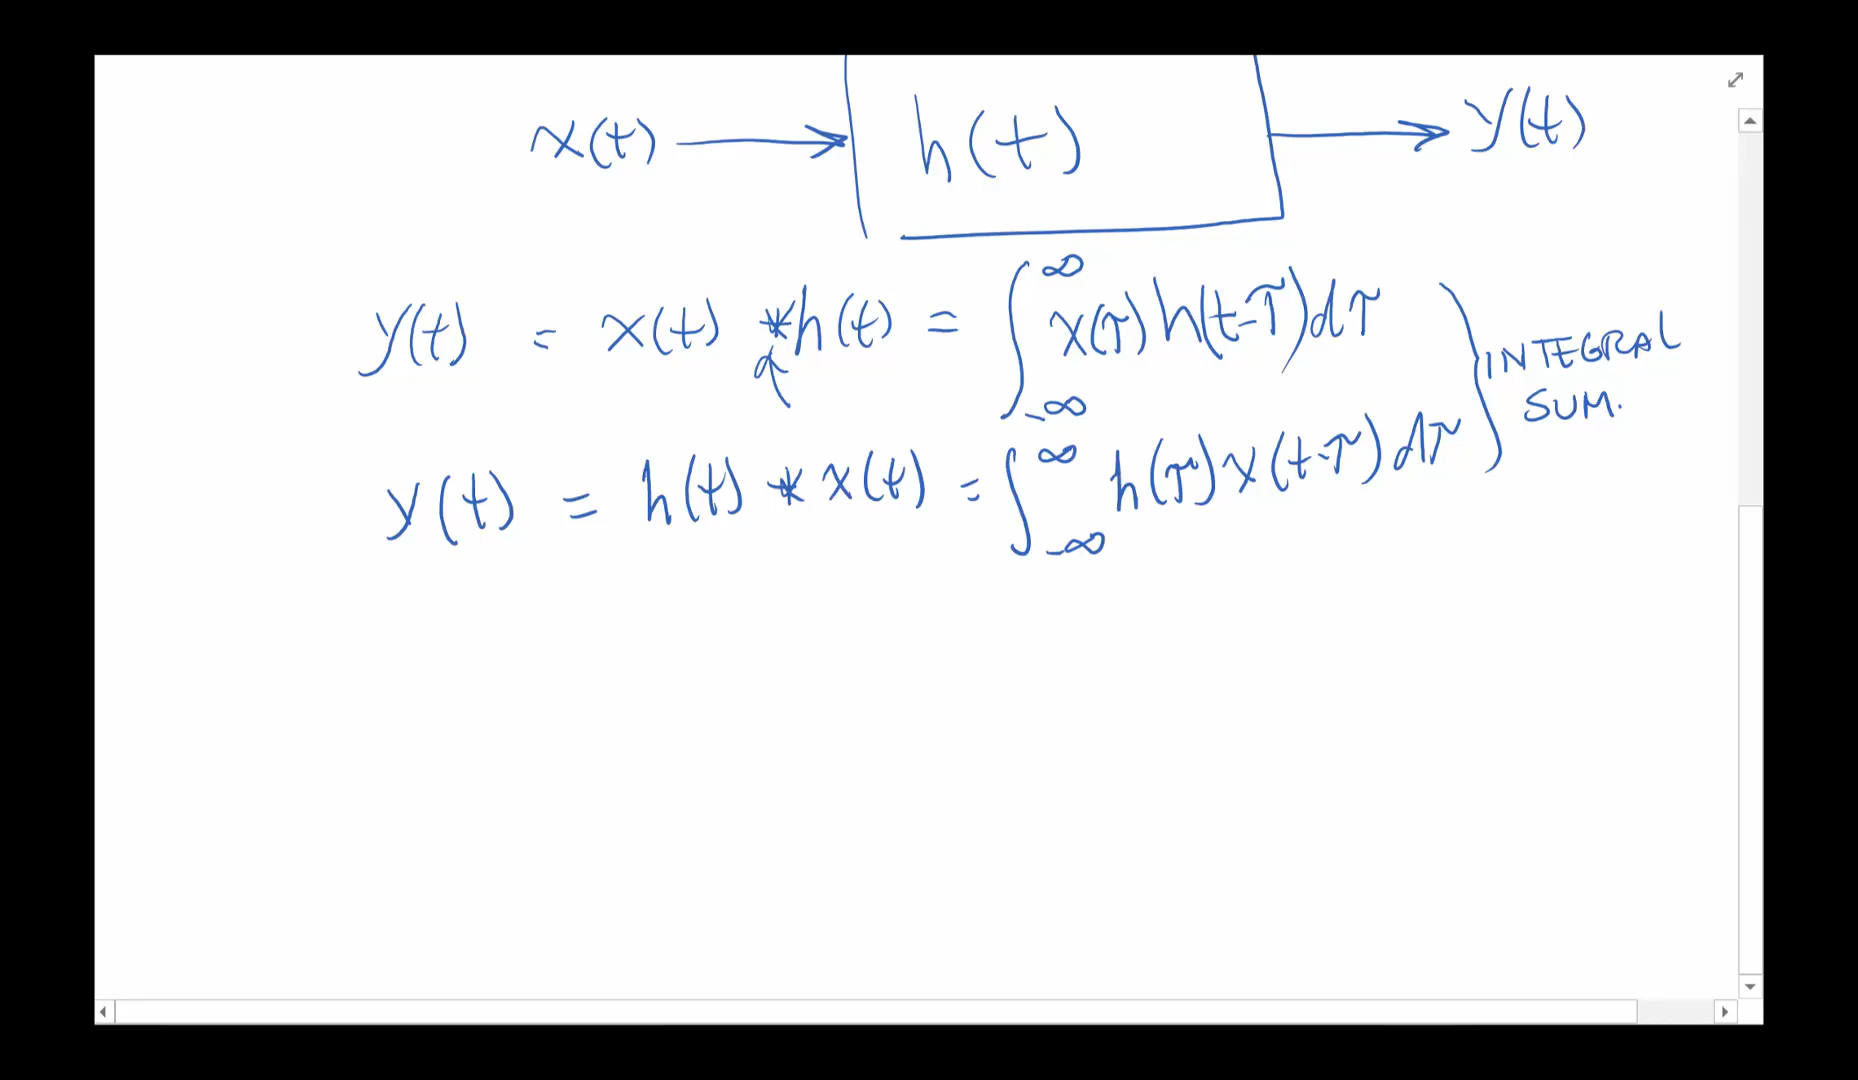 x(t) → h(t) → y(t)
y(t) = x(t) * h(t) = ∫_{-∞}^{∞} x(τ) h(t-τ) dτ
INTEGRAL
SUM.
y(t) = h(t) * x(t) = ∫_{-∞}^{∞} h(τ) x(t-τ) dτ